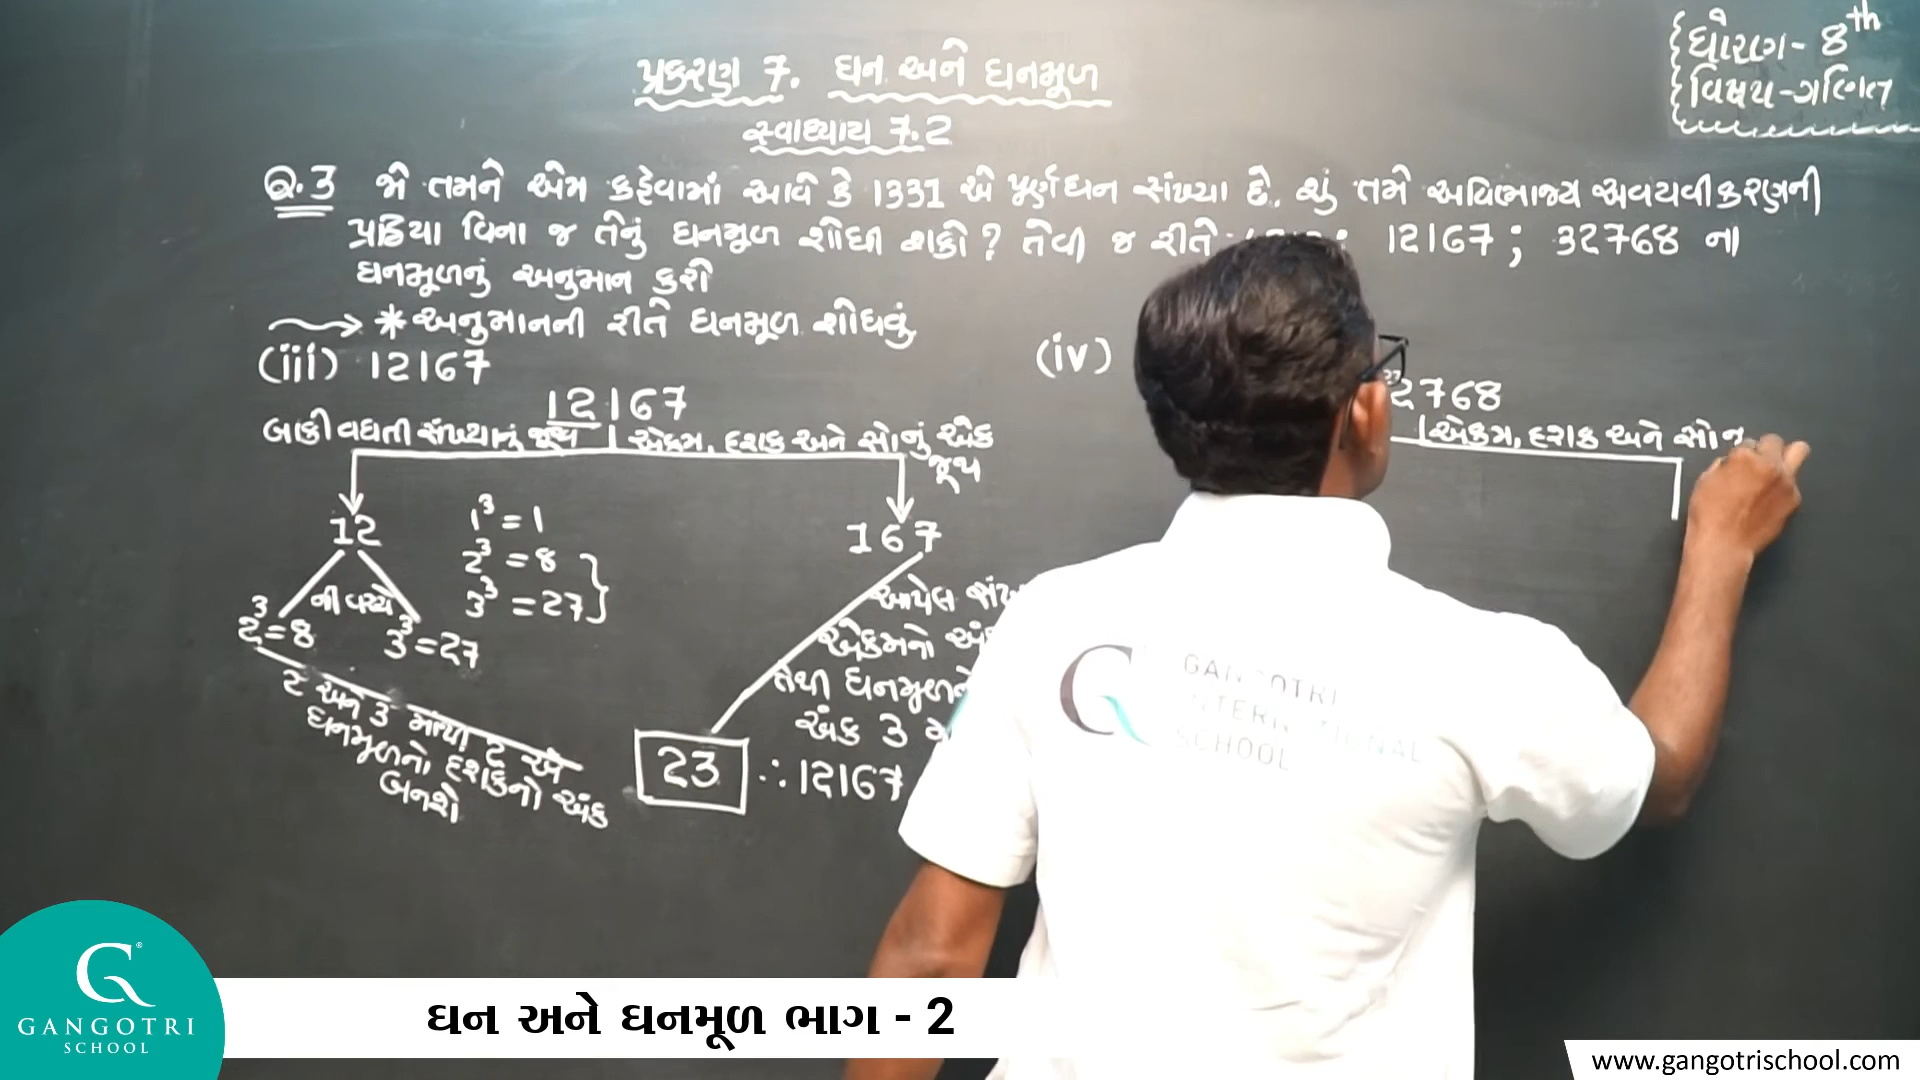 ધોરણ - 8th
વિષય - ગણિત
પ્રકરણ 7. ઘન અને ઘનમૂળ
સ્વાધ્યાય 7.2
Q.3 જો તમને એમ કહેવામાં આવે કે 1331 એ પૂર્ણઘન સંખ્યા છે. શું તમે અવિભાજ્ય અવયવીકરણની
પ્રક્રિયા વિના જ તેનું ઘનમૂળ શોધી શકો? તેવી જ રીતે 12167 ; 32768 ના
ઘનમૂળનું અનુમાન કરો
* અનુમાનની રીતે ઘનમૂળ શોધવું
(iii) 12167
(iv)
12167
2768
બાકી વધતી સંખ્યાનું જૂથ | એકમ, દશક અને સોનું એક
જૂથ
એકમ, દશક અને સોનુ
12
1³ = 1
2³ = 8
3³ = 27
167
ની વચ્ચે
2³ = 8
3³ = 27
આપેલ
એકમનો
તેથી ઘનમૂળનો
અંક 3
2 અને 3 માંથી 2 એ
ઘનમૂળનો દશકનો અંક
બનશે
23
∴ 12167
GANGOTRI
INTERNATIONAL
SCHOOL
GANGOTRI
SCHOOL
ઘન અને ઘનમૂળ ભાગ - 2
www.gangotrischool.com